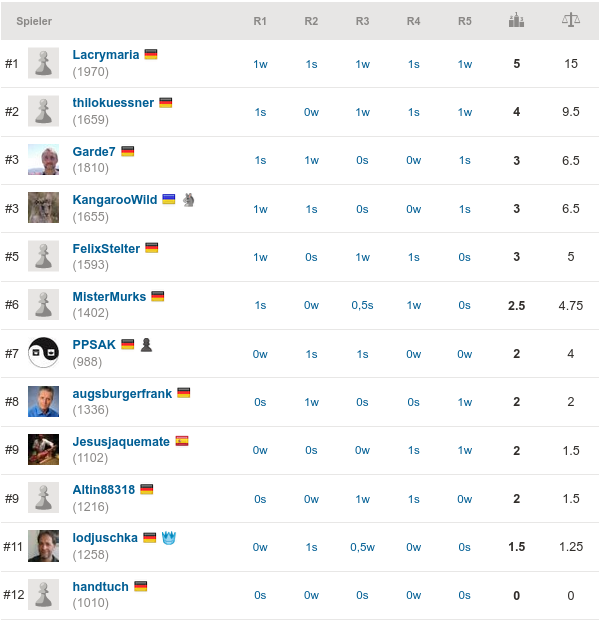 Spieler R1 R2 R3 R4 R5
#1 Lacrymaria 1w 1s 1w 1s 1w 5 15
(1970)
#2 thilokuessner 1s 0w 1w 1s 1w 4 9.5
(1659)
#3 Garde7 1s 1w 0s 0w 1s 3 6.5
(1810)
#3 KangarooWild 1w 1s 0s 0w 1s 3 6.5
(1655)
#5 FelixStelter 1w 0s 1w 1s 0s 3 5
(1593)
#6 MisterMurks 1s 0w 0,5s 1w 0s 2.5 4.75
(1402)
#7 PPSAK 0w 1s 1s 0w 0w 2 4
(988)
#8 augsburgerfrank 0s 1w 0s 0s 1w 2 2
(1336)
#9 Jesusjaquemate 0w 0s 0w 1s 1w 2 1.5
(1102)
#9 Altin88318 0s 0w 1w 1s 0w 2 1.5
(1216)
#11 lodjuschka 0w 1s 0,5w 0w 0s 1.5 1.25
(1258)
#12 handtuch 0s 0w 0s 0w 0s 0 0
(1010)